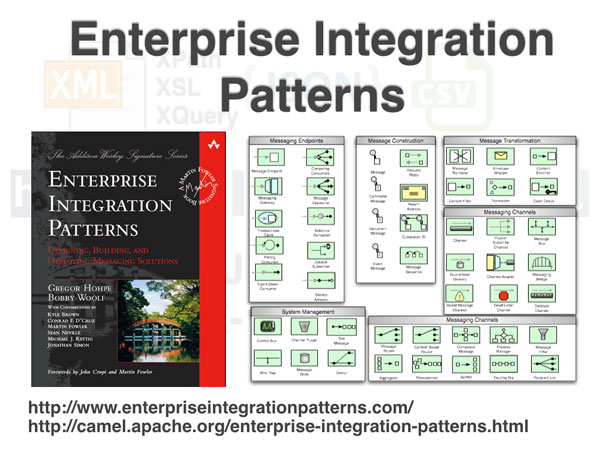 Enterprise Integration
Patterns
XML
XPath
XSL
XQuery
{JSON}
CSV
The Addison Wesley Signature Series
ENTERPRISE
INTEGRATION
PATTERNS
DESIGNING, BUILDING, AND
DEPLOYING MESSAGING SOLUTIONS
A MARTIN FOWLER SIGNATURE BOOK
GREGOR HOHPE
BOBBY WOOLF
WITH CONTRIBUTIONS BY
KYLE BROWN
CONRAD F. D'CRUZ
MARTIN FOWLER
SEAN NEVILLE
MICHAEL J. RETTIG
JONATHAN SIMON
Forewords by John Crupi and Martin Fowler
Messaging Endpoints
Message Endpoint
Competing
Consumers
Messaging
Gateway
Message
Dispatcher
Transactional
Client
Selective
Consumer
Polling
Consumer
Durable
Subscriber
Event Driven
Consumer
Service
Activator
Message Construction
Message
Request
Reply
Command
Message
Return
Address
Document
Message
Correlation ID
Event
Message
Message
Sequence
Message Transformation
Message
Translator
Envelope
Wrapper
Content
Enricher
Content Filter
Normalizer
Claim Check
Messaging Channels
Channel
Publish
Subscribe
Channel
Message
Bus
Guaranteed
Delivery
Channel Adapter
Messaging
Bridge
Invalid Message
Channel
Dead Letter
Channel
Datatype
Channel
System Management
Control Bus
Channel Purger
Test
Message
Wire Tap
Message
Store
Detour
Messaging Channels
Message
Router
Content Based
Router
Composed
Message
Process
Manager
Message
Filter
Aggregator
Resequencer
Splitter
Routing Slip
Recipient List
http://www.enterpriseintegrationpatterns.com/
http://camel.apache.org/enterprise-integration-patterns.html